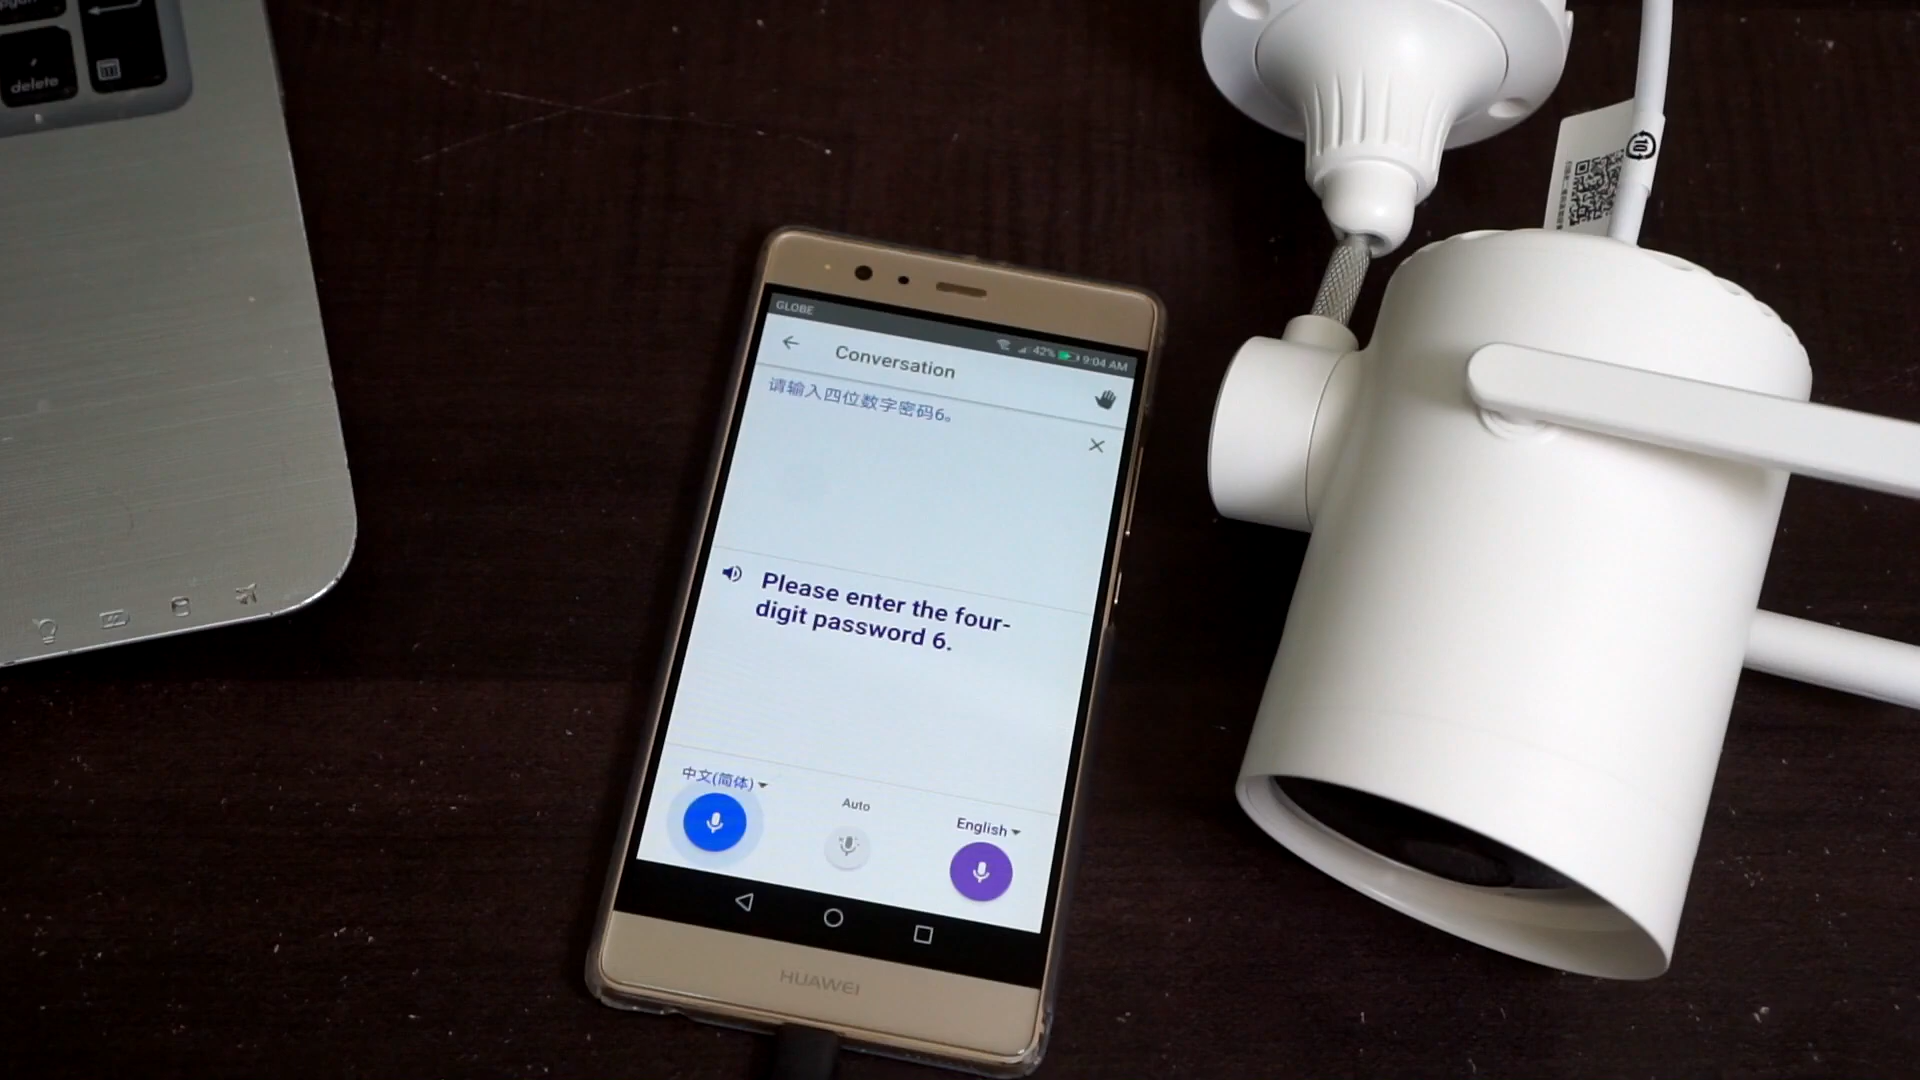 delete
GLOBE
42% 9:04 AM
Conversation
请输入四位数字密码6。
Please enter the four-
digit password 6.
中文(简体)
Auto
English
HUAWEI
10